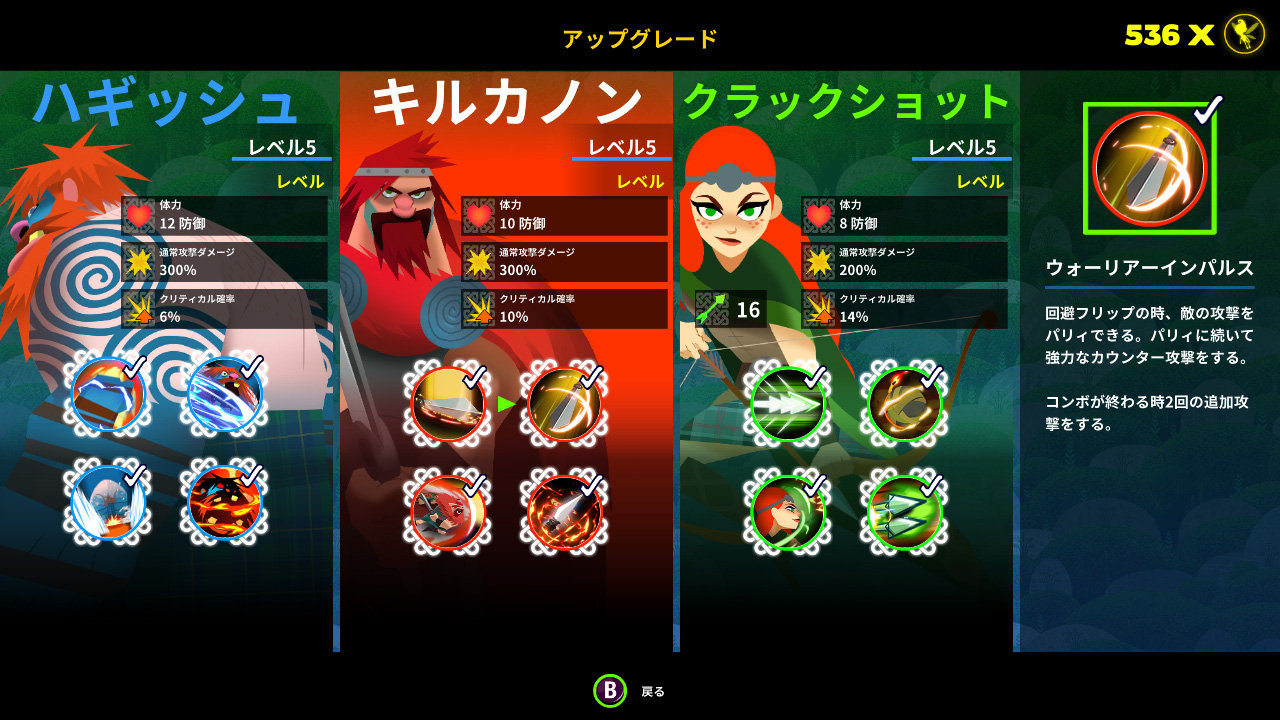 アップグレード
536 X
ハギッシュ
レベル5
レベル
体力
12 防御
通常攻撃ダメージ
300%
クリティカル確率
6%
キルカノン
レベル5
レベル
体力
10 防御
通常攻撃ダメージ
300%
クリティカル確率
10%
クラックショット
レベル5
レベル
体力
8 防御
通常攻撃ダメージ
200%
16
クリティカル確率
14%
ウォーリアーインパルス
回避フリップの時、敵の攻撃を
パリィできる。パリィに続いて
強力なカウンター攻撃をする。
コンボが終わる時2回の追加攻
撃をする。
B 戻る